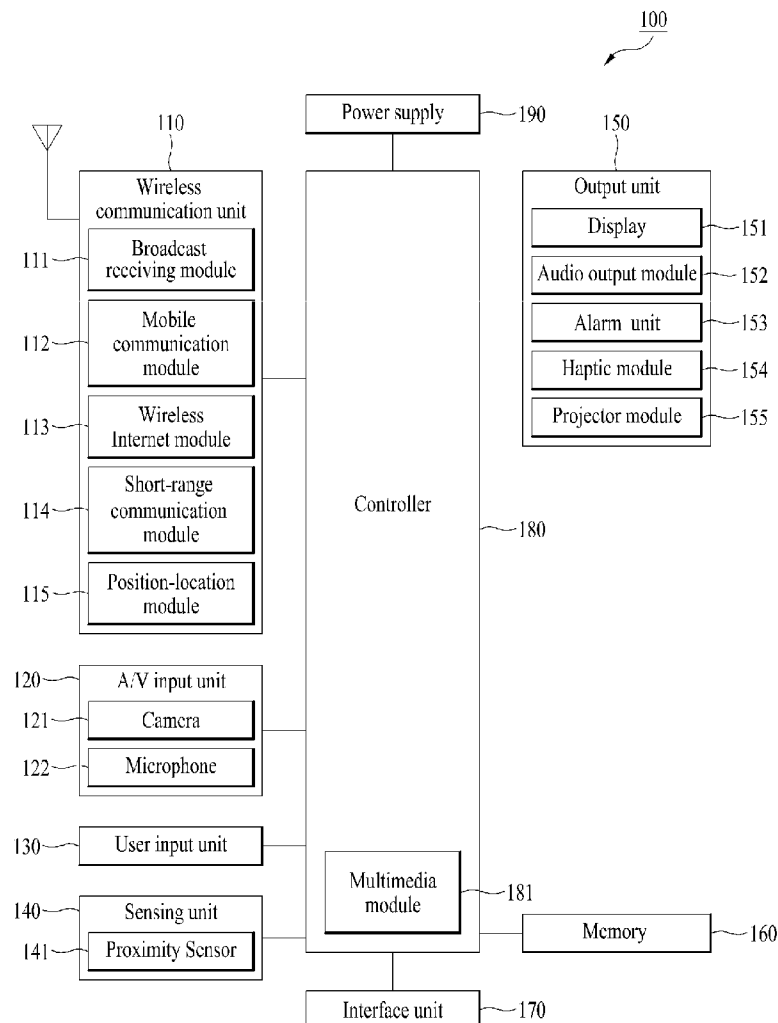 100
Power supply
190
110
Wireless
communication unit
111
Broadcast
receiving module
112
Mobile
communication
module
113
Wireless
Internet module
114
Short-range
communication
module
115
Position-location
module
120
A/V input unit
121
Camera
122
Microphone
130
User input unit
140
Sensing unit
141
Proximity Sensor
Controller
180
Multimedia
module
181
150
Output unit
Display
151
Audio output module
152
Alarm unit
153
Haptic module
154
Projector module
155
Memory
160
Interface unit
170